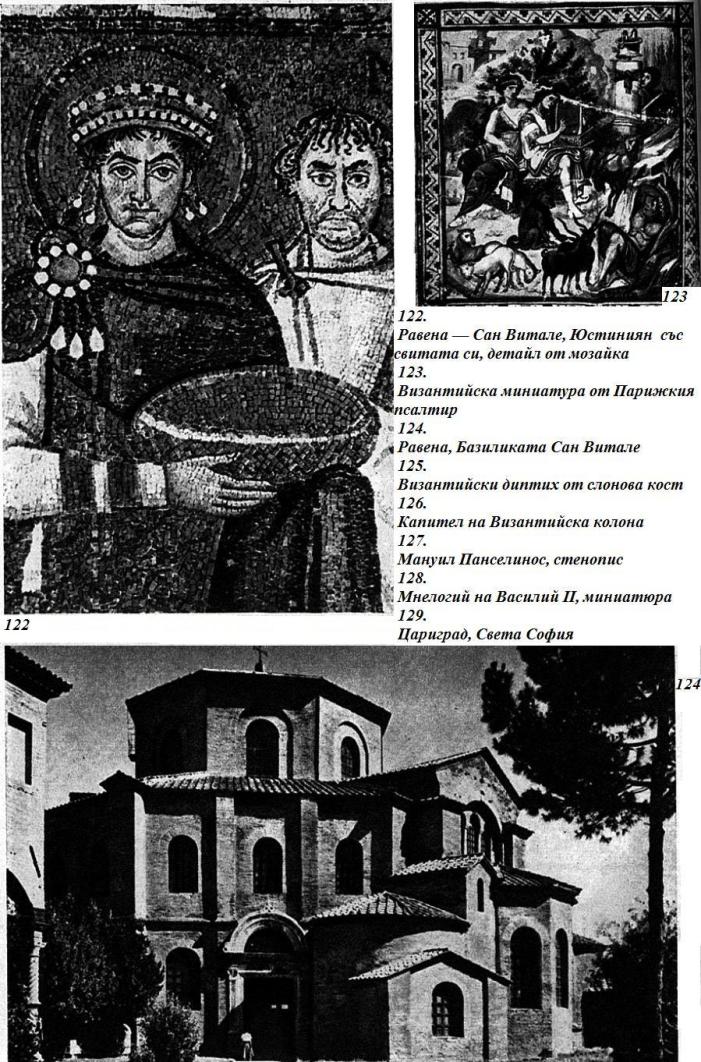 123
122.
Равена — Сан Витале, Юстиниян със
свитата си, детайл от мозайка
123.
Византийска миниатура от Парижкия
псалтир
124.
Равена, Базиликата Сан Витале
125.
Византийски диптих от слонова кост
126.
Капител на Византийска колона
127.
Мануил Панселинос, стенопис
128.
Мнелогий на Василий II, миниатюра
129.
Цариград, Света София
122
124